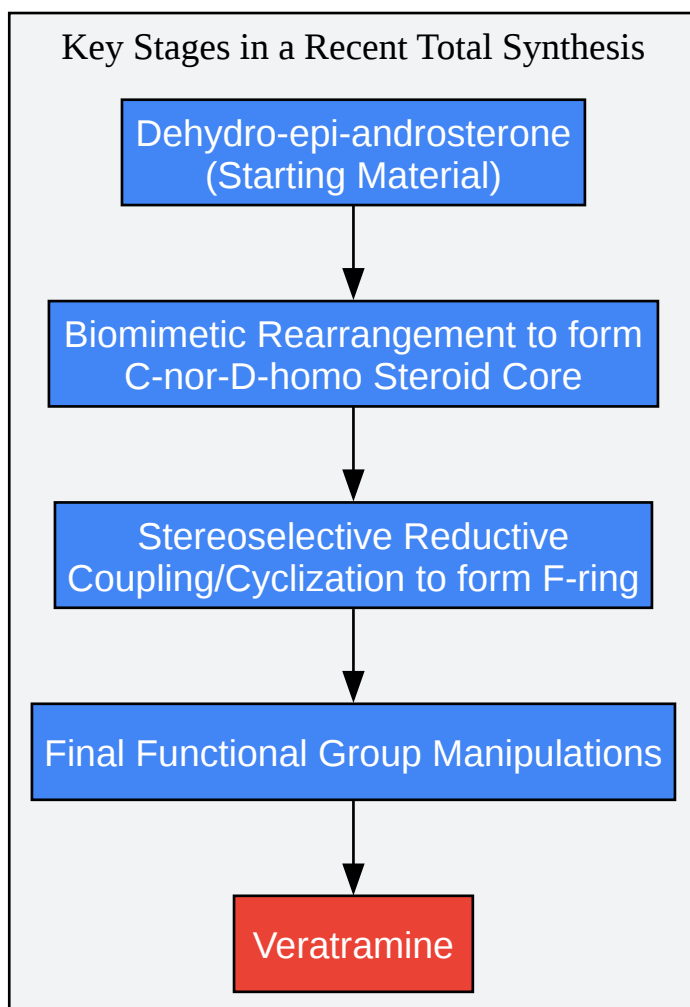 Key Stages in a Recent Total Synthesis
Dehydro-epi-androsterone
(Starting Material)
Biomimetic Rearrangement to form
C-nor-D-homo Steroid Core
Stereoselective Reductive
Coupling/Cyclization to form F-ring
Final Functional Group Manipulations
Veratramine